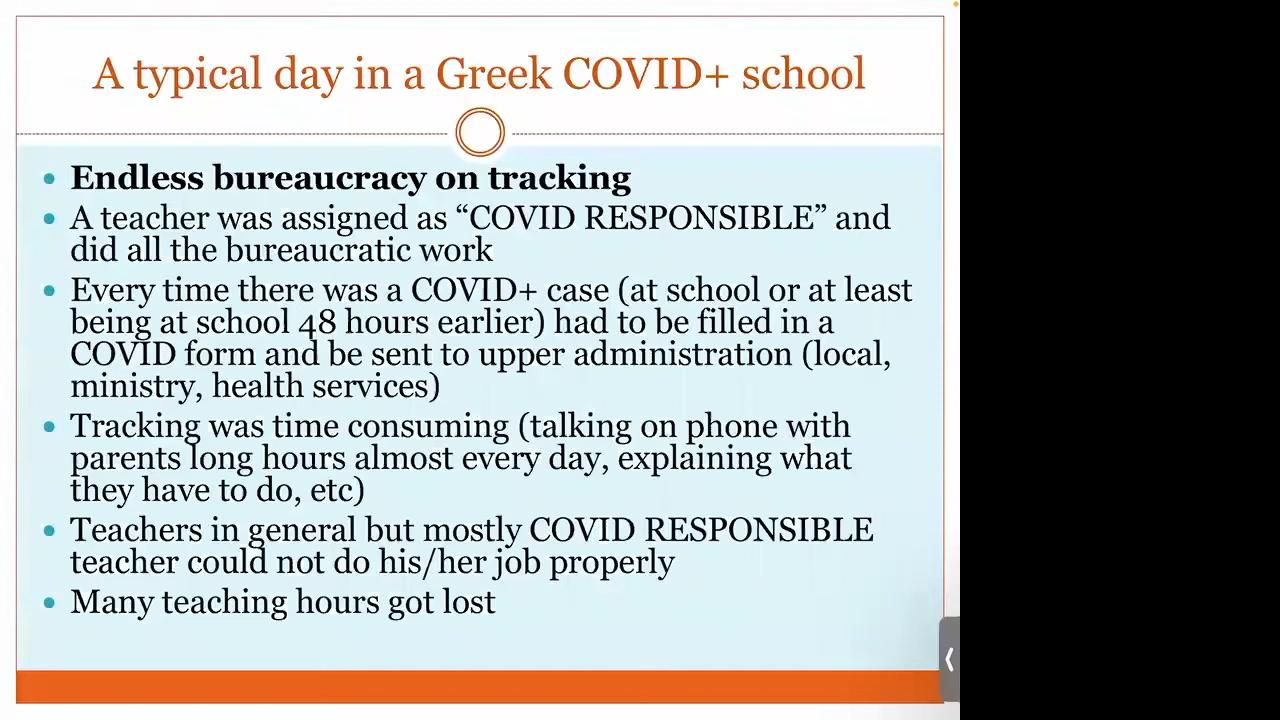 A typical day in a Greek COVID+ school
• Endless bureaucracy on tracking
• A teacher was assigned as “COVID RESPONSIBLE” and
did all the bureaucratic work
• Every time there was a COVID+ case (at school or at least
being at school 48 hours earlier) had to be filled in a
COVID form and be sent to upper administration (local,
ministry, health services)
• Tracking was time consuming (talking on phone with
parents long hours almost every day, explaining what
they have to do, etc)
• Teachers in general but mostly COVID RESPONSIBLE
teacher could not do his/her job properly
• Many teaching hours got lost